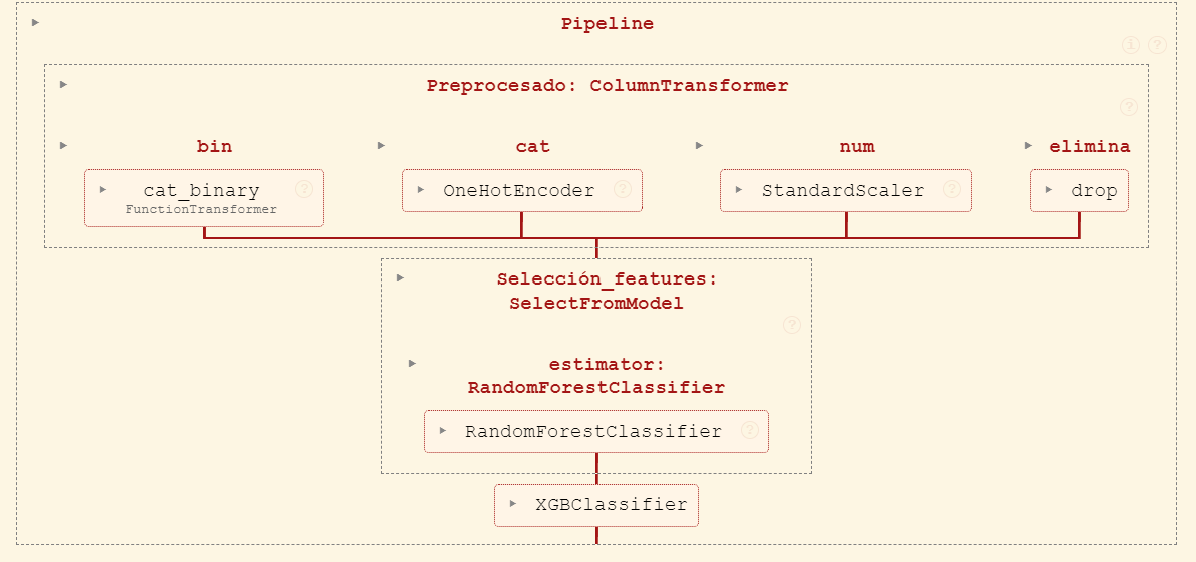 Pipeline
i ?
Preprocesado: ColumnTransformer
?
bin cat num elimina
cat_binary ? OneHotEncoder ? StandardScaler ? drop
FunctionTransformer
Selección_features:
SelectFromModel
?
estimator:
RandomForestClassifier
RandomForestClassifier ?
XGBClassifier